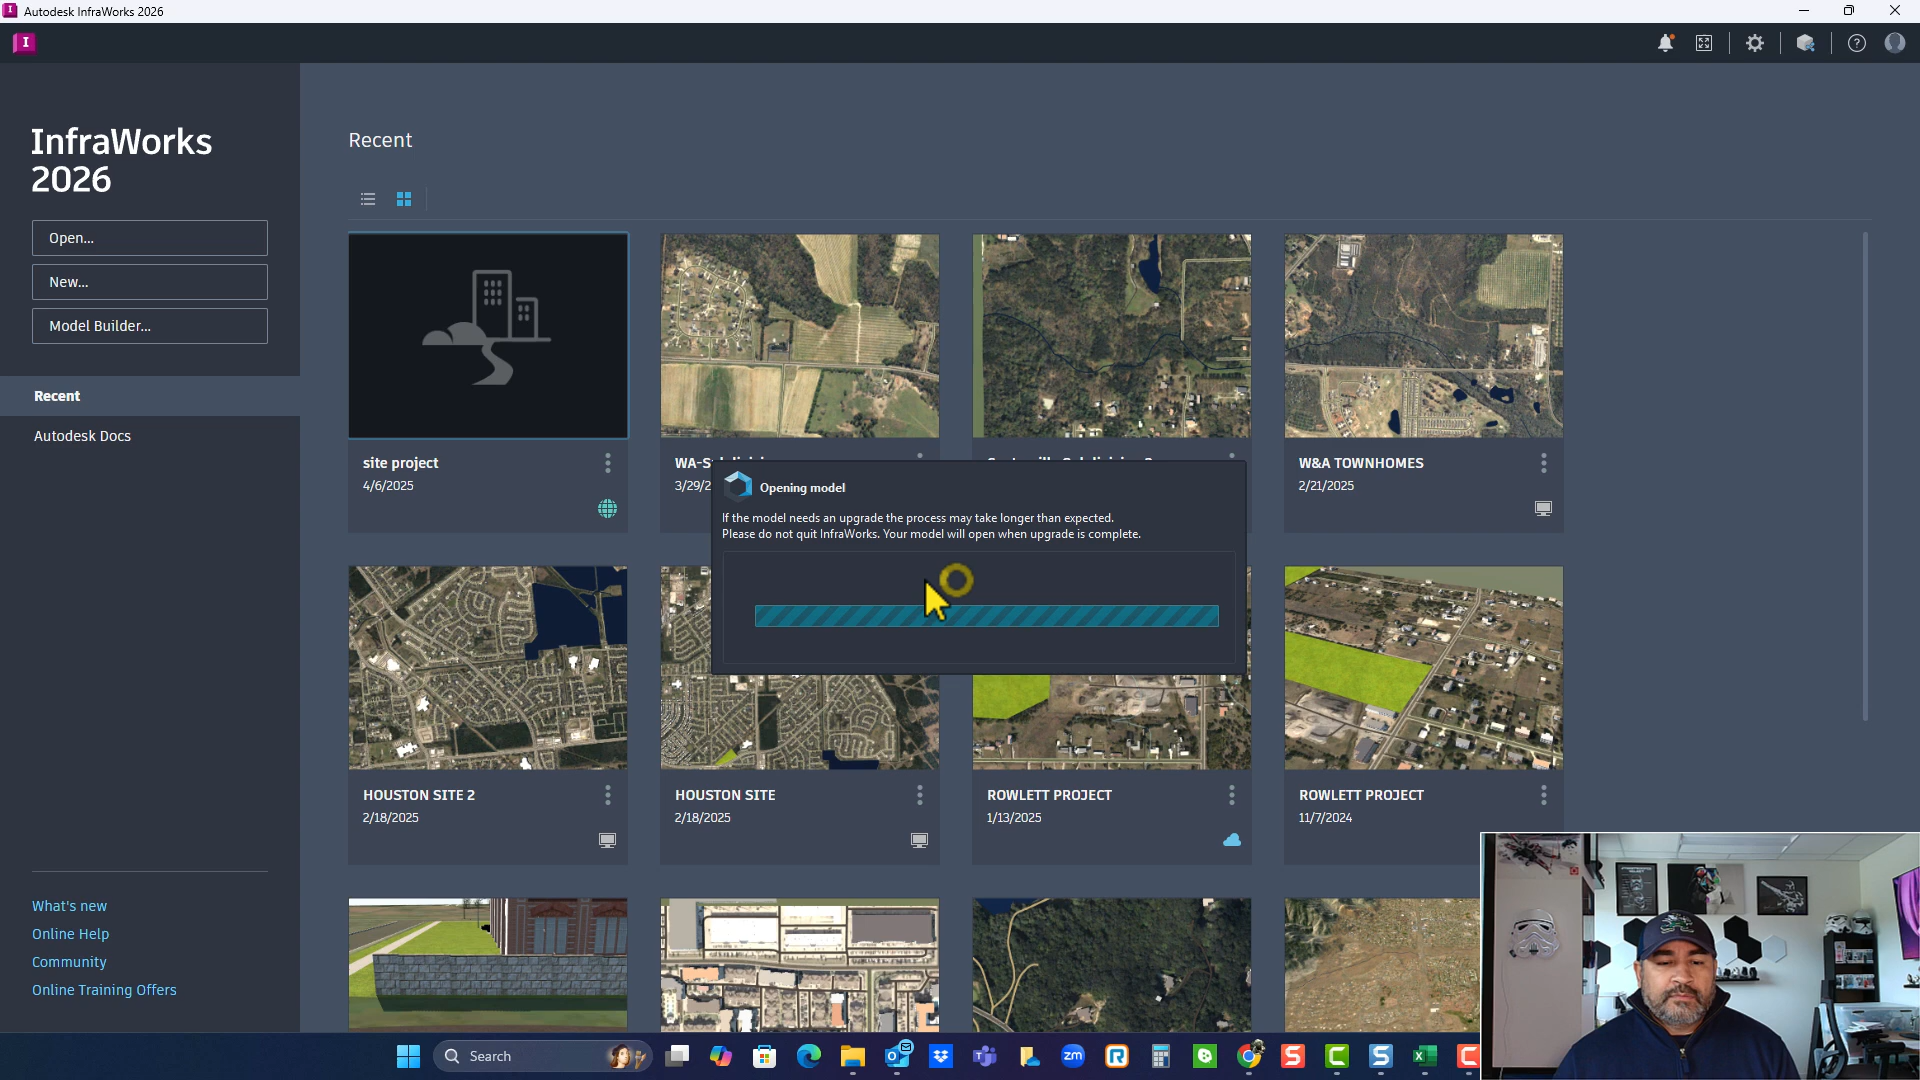 Autodesk InfraWorks 2026
InfraWorks
2026
Open...
New...
Model Builder...
Recent
Autodesk Docs
What's new
Online Help
Community
Online Training Offers
Recent
site project
4/6/2025
WA-S
3/29/2
W&A TOWNHOMES
2/21/2025
Opening model
If the model needs an upgrade the process may take longer than expected.
Please do not quit InfraWorks. Your model will open when upgrade is complete.
HOUSTON SITE 2
2/18/2025
HOUSTON SITE
2/18/2025
ROWLETT PROJECT
1/13/2025
ROWLETT PROJECT
11/7/2024
Search